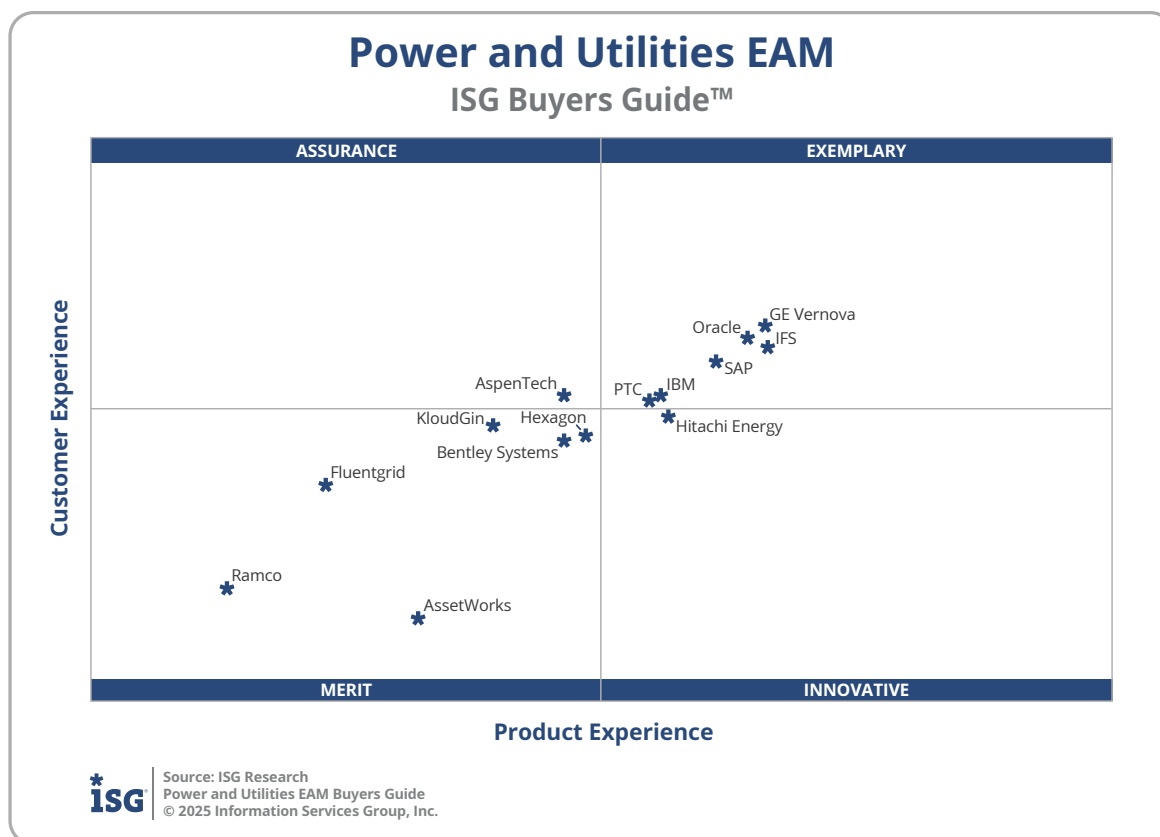 Power and Utilities EAM
ISG Buyers Guide™
ASSURANCE
EXEMPLARY
Customer Experience
GE Vernova
Oracle
IFS
SAP
AspenTech
PTC
IBM
KloudGin
Hexagon
Hitachi Energy
Bentley Systems
Fluentgrid
Ramco
AssetWorks
MERIT
INNOVATIVE
Product Experience
ISG
Source: ISG Research
Power and Utilities EAM Buyers Guide
© 2025 Information Services Group, Inc.